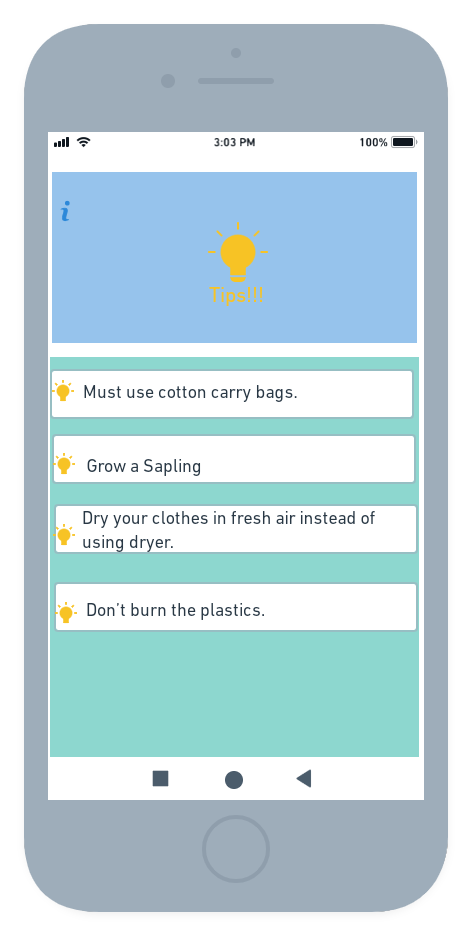 3:03 PM
100%
i
Tips!!!
Must use cotton carry bags.
Grow a Sapling
Dry your clothes in fresh air instead of
using dryer.
Don't burn the plastics.